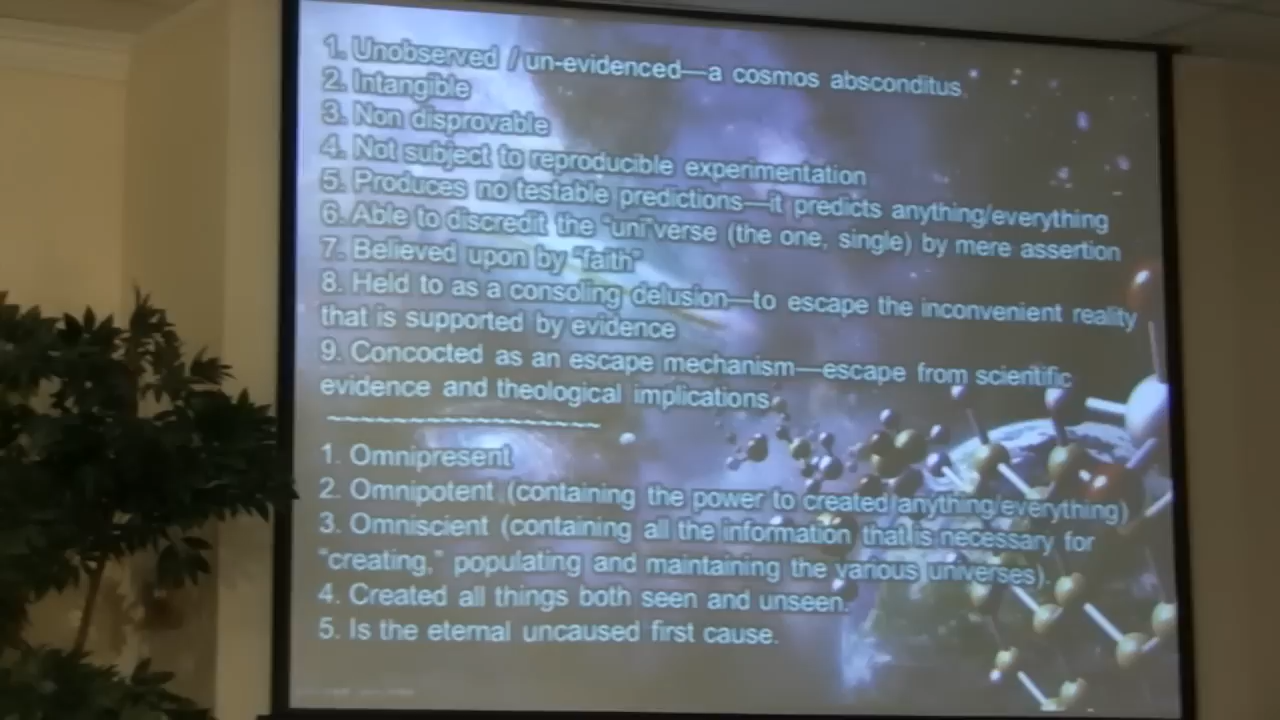 1. Unobserved / un-evidenced—a cosmos absconditus
2. Intangible
3. Non disprovable
4. Not subject to reproducible experimentation
5. Produces no testable predictions—it predicts anything/everything
6. Able to discredit the "uni"verse (the one, single) by mere assertion
7. Believed upon by "faith"
8. Held to as a consoling delusion—to escape the inconvenient reality
that is supported by evidence
9. Concocted as an escape mechanism—escape from scientific
evidence and theological implications.
1. Omnipresent
2. Omnipotent (containing the power to created anything/everything)
3. Omniscient (containing all the information that is necessary for
"creating," populating and maintaining the various universes).
4. Created all things both seen and unseen.
5. Is the eternal uncaused first cause.